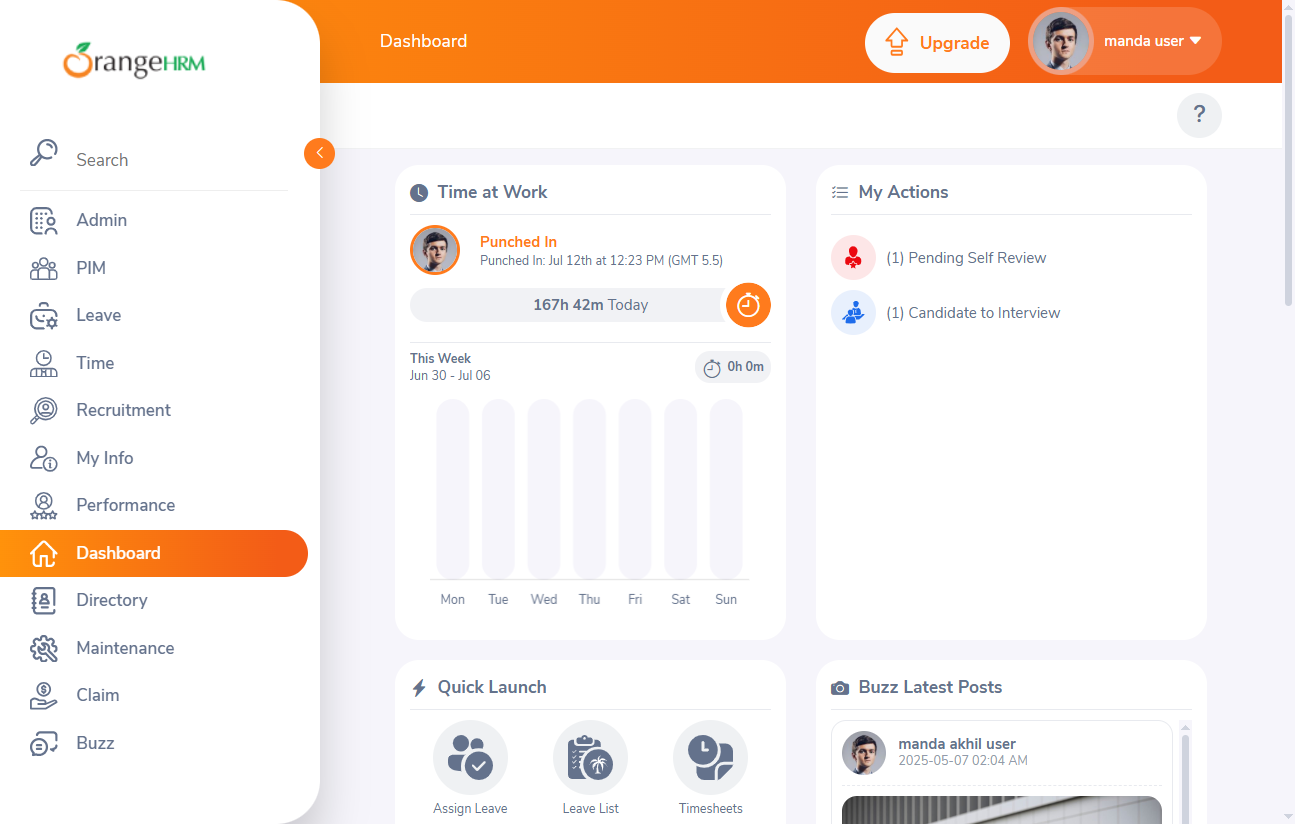 OrangeHRM
Search
Admin
PIM
Leave
Time
Recruitment
My Info
Performance
Dashboard
Directory
Maintenance
Claim
Buzz
Dashboard
Upgrade
manda user
?
Time at Work
Punched In
Punched In: Jul 12th at 12:23 PM (GMT 5.5)
167h 42m Today
This Week
Jun 30 - Jul 06
0h 0m
Mon Tue Wed Thu Fri Sat Sun
My Actions
(1) Pending Self Review
(1) Candidate to Interview
Quick Launch
Assign Leave
Leave List
Timesheets
Buzz Latest Posts
manda akhil user
2025-05-07 02:04 AM